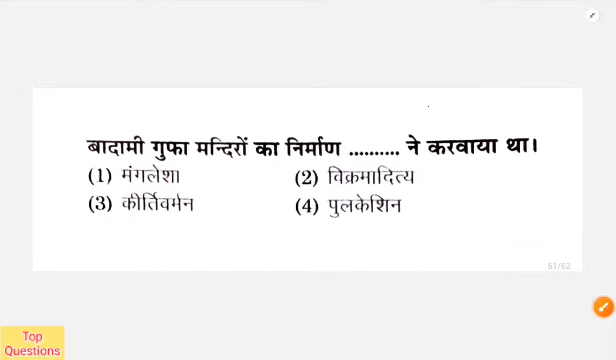 बादामी गुफा मन्दिरों का निर्माण .......... ने करवाया था।
(1) मंगलेशा (2) विक्रमादित्य
(3) कीर्तिवर्मन (4) पुलकेशिन
61/62
Top
Questions